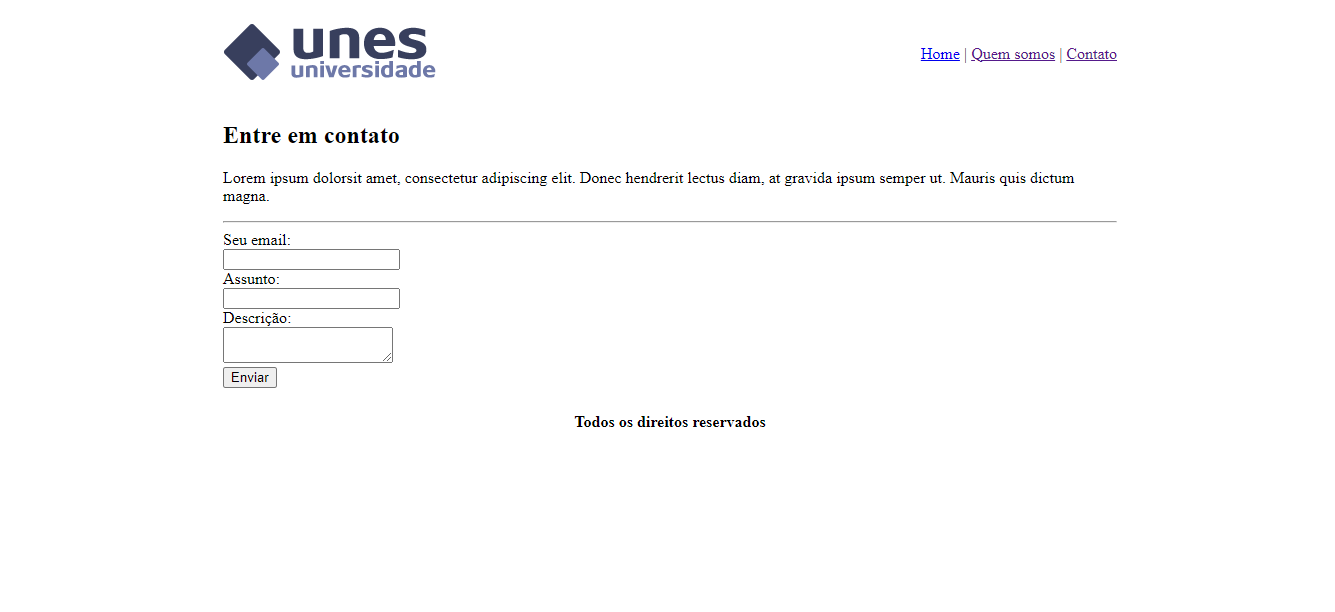 unes
universidade
Home | Quem somos | Contato
Entre em contato
Lorem ipsum dolorsit amet, consectetur adipiscing elit. Donec hendrerit lectus diam, at gravida ipsum semper ut. Mauris quis dictum
magna.
Seu email:
Assunto:
Descrição:
Enviar
Todos os direitos reservados